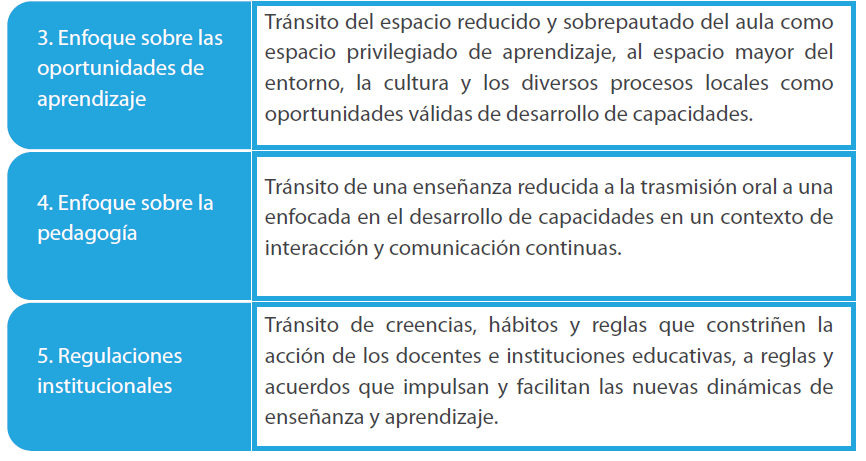 3. Enfoque sobre las
oportunidades de
aprendizaje
Tránsito del espacio reducido y sobrepautado del aula como
espacio privilegiado de aprendizaje, al espacio mayor del
entorno, la cultura y los diversos procesos locales como
oportunidades válidas de desarrollo de capacidades.
4. Enfoque sobre la
pedagogía
Tránsito de una enseñanza reducida a la trasmisión oral a una
enfocada en el desarrollo de capacidades en un contexto de
interacción y comunicación continuas.
5. Regulaciones
institucionales
Tránsito de creencias, hábitos y reglas que constriñen la
acción de los docentes e instituciones educativas, a reglas y
acuerdos que impulsan y facilitan las nuevas dinámicas de
enseñanza y aprendizaje.